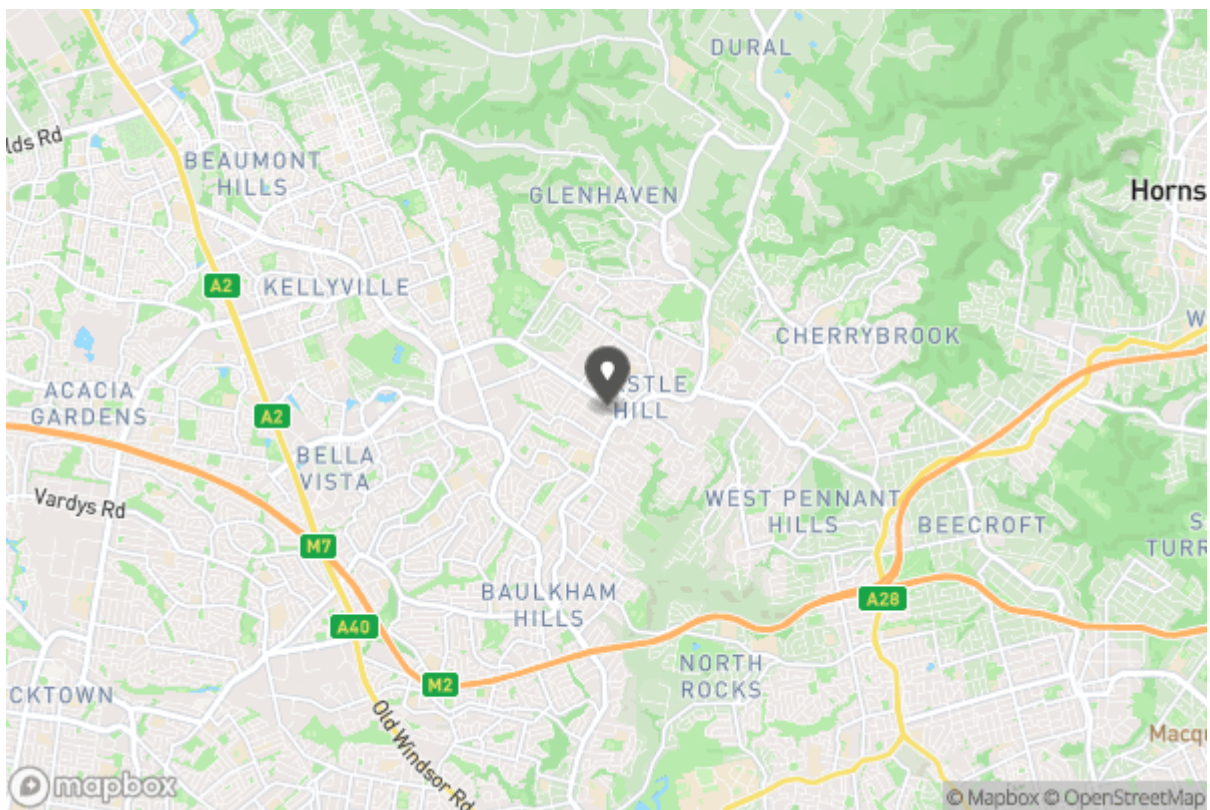 DURAL
lds Rd
BEAUMONT
HILLS
GLENHAVEN
Horns
A2
KELLYVILLE
CHERRYBROOK
W
ACACIA
GARDENS
A2
STLE
HILL
BELLA
VISTA
Vardys Rd
WEST PENNANT
HILLS
BEECROFT
S
TURR
M7
BAULKHAM
HILLS
A28
A40
NORTH
ROCKS
M2
CKTOWN
Old Windsor Rd
Macqu
mapbox
© Mapbox © OpenStreetMap